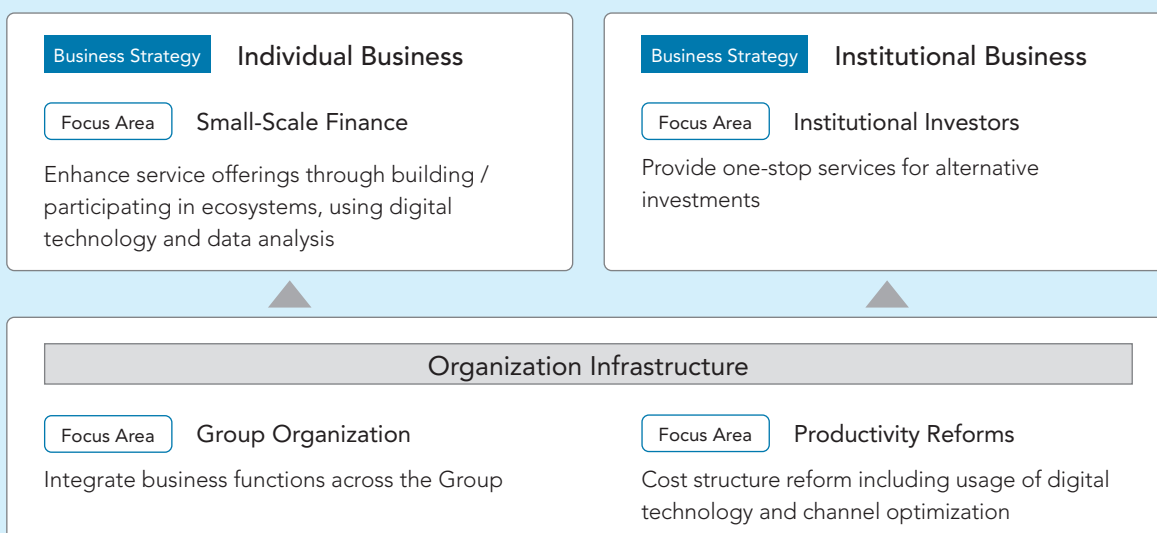 Business Strategy Individual Business
Focus Area Small-Scale Finance
Enhance service offerings through building /
participating in ecosystems, using digital
technology and data analysis
Business Strategy Institutional Business
Focus Area Institutional Investors
Provide one-stop services for alternative
investments
Organization Infrastructure
Focus Area Group Organization
Integrate business functions across the Group
Focus Area Productivity Reforms
Cost structure reform including usage of digital
technology and channel optimization